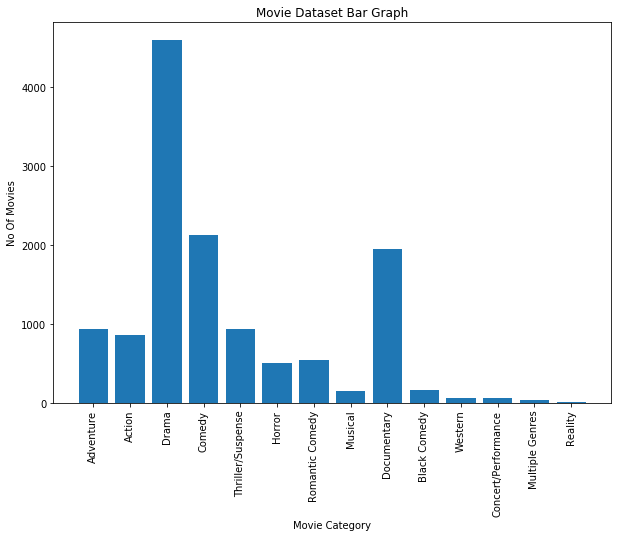 Movie Dataset Bar Graph
No Of Movies
4000
3000
2000
1000
0
Adventure
Action
Drama
Comedy
Thriller/Suspense
Horror
Romantic Comedy
Musical
Documentary
Black Comedy
Western
Concert/Performance
Multiple Genres
Reality
Movie Category